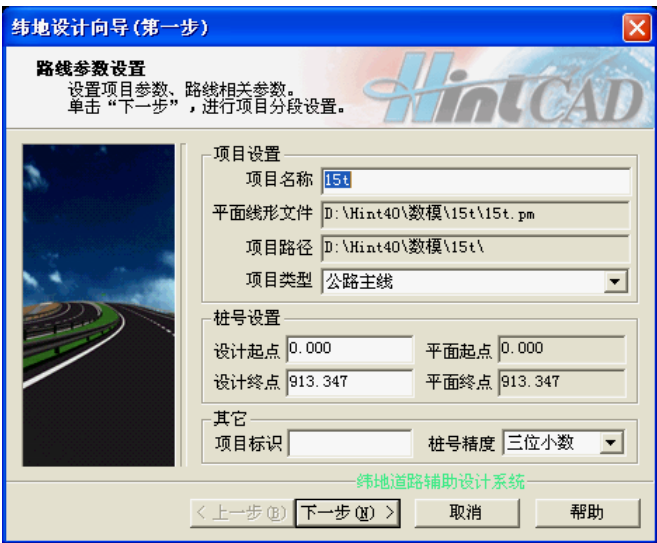 纬地设计向导(第一步)
路线参数设置
设置项目参数、路线相关参数。
单击“下一步”，进行项目分段设置。
HintCAD
项目设置
项目名称 15t
平面线形文件 D:\Hint40\数模\15t\15t.pm
项目路径 D:\Hint40\数模\15t\
项目类型 公路主线
桩号设置
设计起点 0.000 平面起点 0.000
设计终点 913.347 平面终点 913.347
其它
项目标识 桩号精度 三位小数
纬地道路辅助设计系统
< 上一步(B) 下一步(N) > 取消 帮助